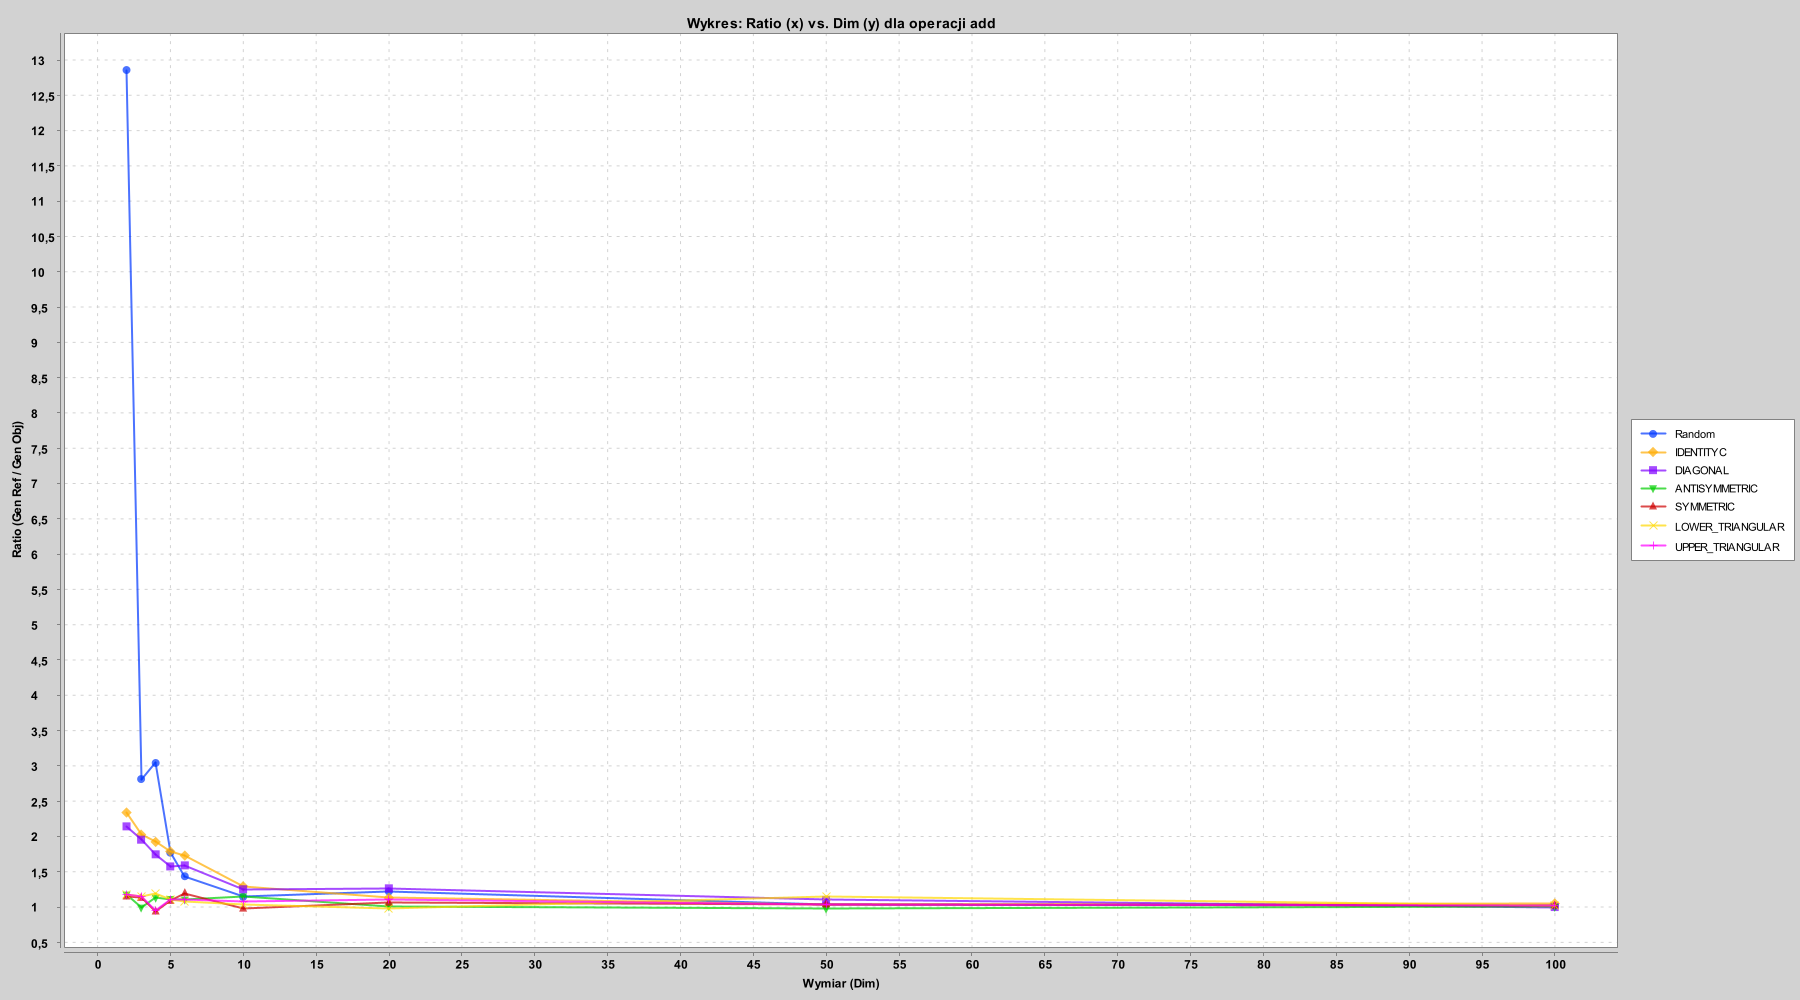 Wykres: Ratio (x) vs. Dim (y) dla operacji add
Ratio (Gen Ref / Gen Obj)
13
12,5
12
11,5
11
10,5
10
9,5
9
8,5
8
7,5
7
6,5
6
5,5
5
4,5
4
3,5
3
2,5
2
1,5
1
0,5
0 5 10 15 20 25 30 35 40 45 50 55 60 65 70 75 80 85 90 95 100
Wymiar (Dim)
Random
IDENTITYC
DIAGONAL
ANTISYMMETRIC
SYMMETRIC
LOWER_TRIANGULAR
UPPER_TRIANGULAR